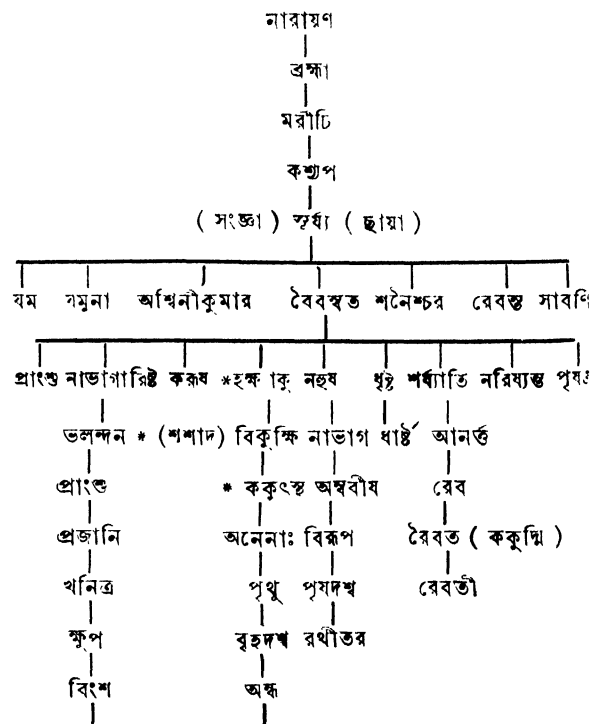 নারায়ণ
ব্রহ্মা
মরীচি
কশ্যপ
( সংজ্ঞা ) সূর্য্য ( ছায়া )
যম যমুনা অশ্বিনীকুমার বৈবস্বত শনৈশ্চর রেবন্ত সাবর্ণি
প্রাংশু নাভাগারিষ্ট করূষ *ইক্ষ্বাকু নহুষ ধৃষ্ট শর্য্যাতি নরিষ্যন্ত
ভলন্দন * (শশাদ) বিকুক্ষি নাভাগ ধার্ষ্ট আনর্ত্ত
প্রাংশু * ককুৎস্থ অম্বরীষ রেব
প্রজানি অনেনাঃ বিরূপ রৈবত ( ককুদ্মি )
খনিত্র পৃথু পৃষদশ্ব রেবতী
ক্ষুপ বৃহদশ্ব রথীতর
বিংশ অন্ধ্র